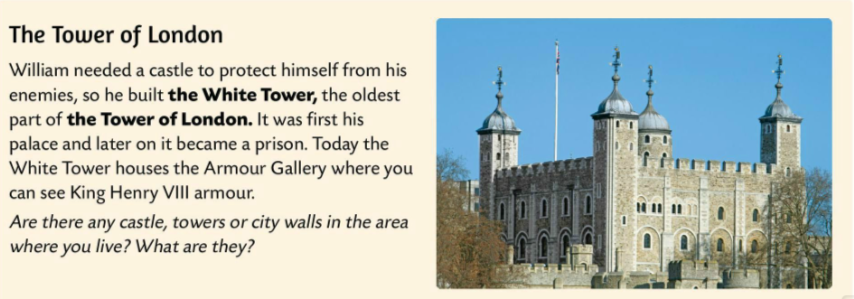 The Tower of London
William needed a castle to protect himself from his
enemies, so he built the White Tower, the oldest
part of the Tower of London. It was first his
palace and later on it became a prison. Today the
White Tower houses the Armour Gallery where you
can see King Henry VIII armour.
Are there any castle, towers or city walls in the area
where you live? What are they?